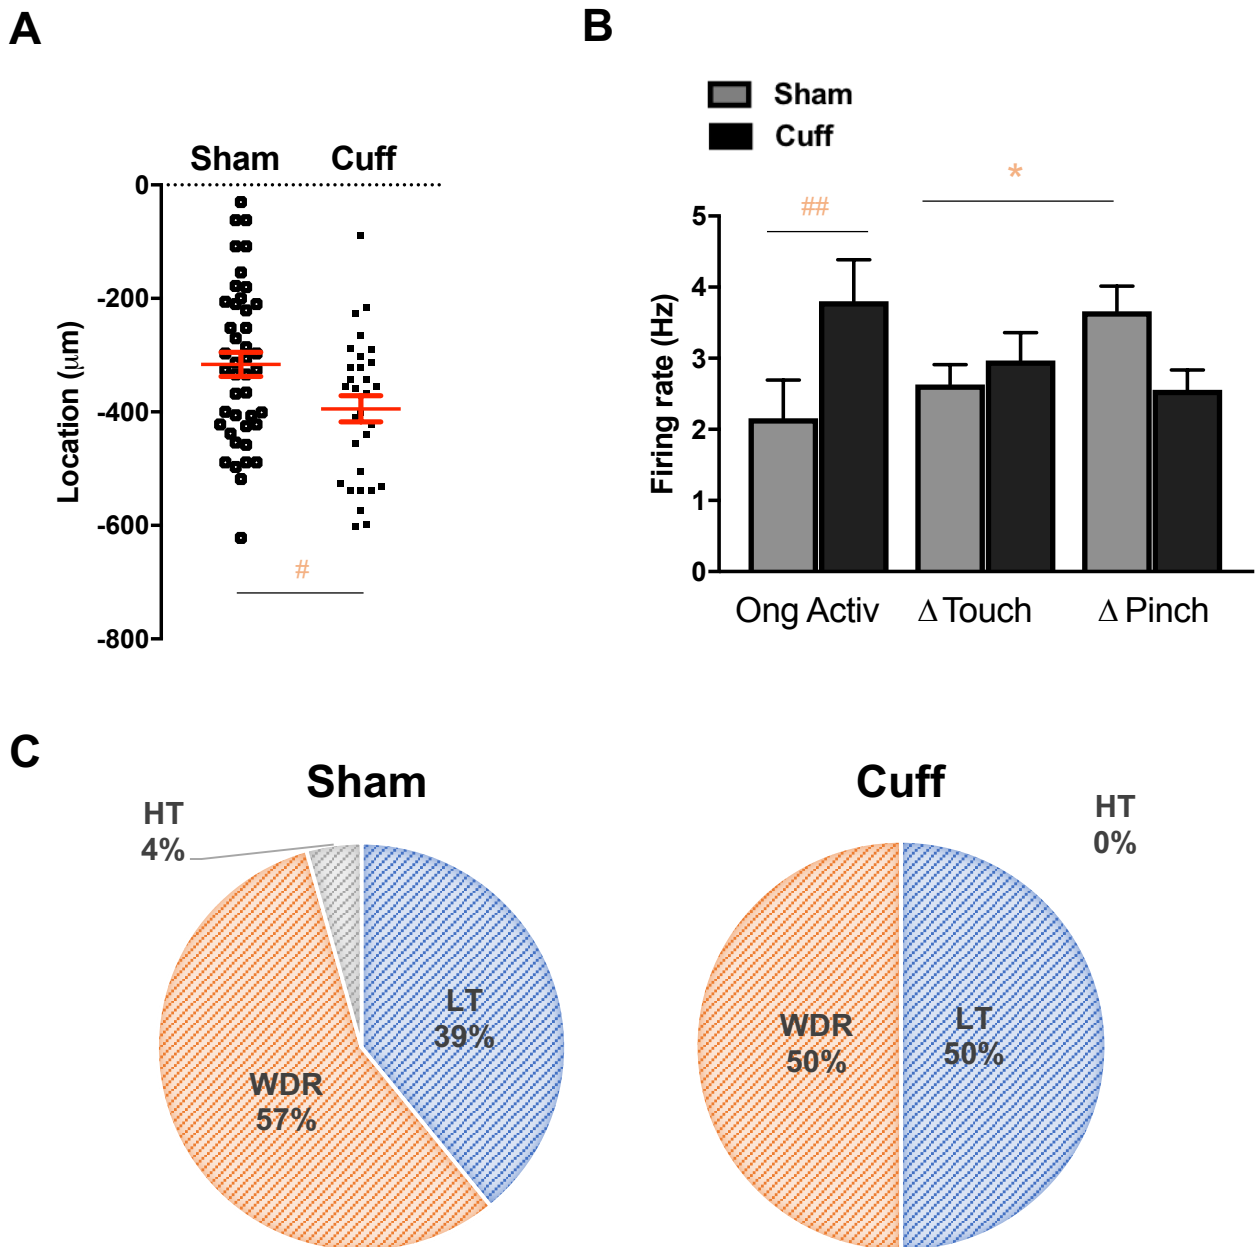 A
Sham Cuff
0
-200
-400
-600
-800
Location (μm)
#
B
Sham
Cuff
*
##
5
4
3
2
1
0
Firing rate (Hz)
Ong Activ Δ Touch Δ Pinch
C
Sham
HT
4%
LT
39%
WDR
57%
Cuff
HT
0%
WDR
50%
LT
50%